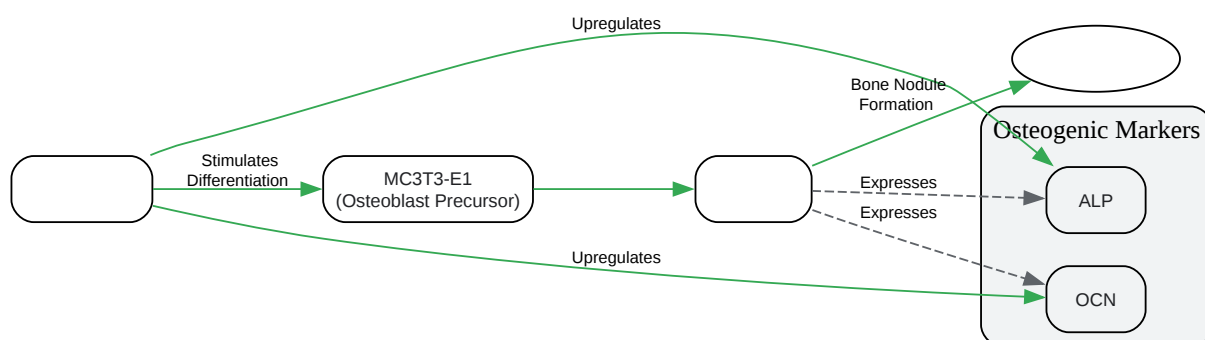 Upregulates
Bone Nodule
Formation
Osteogenic Markers
Stimulates
Differentiation
MC3T3-E1
(Osteoblast Precursor)
Expresses
ALP
Expresses
Upregulates
OCN